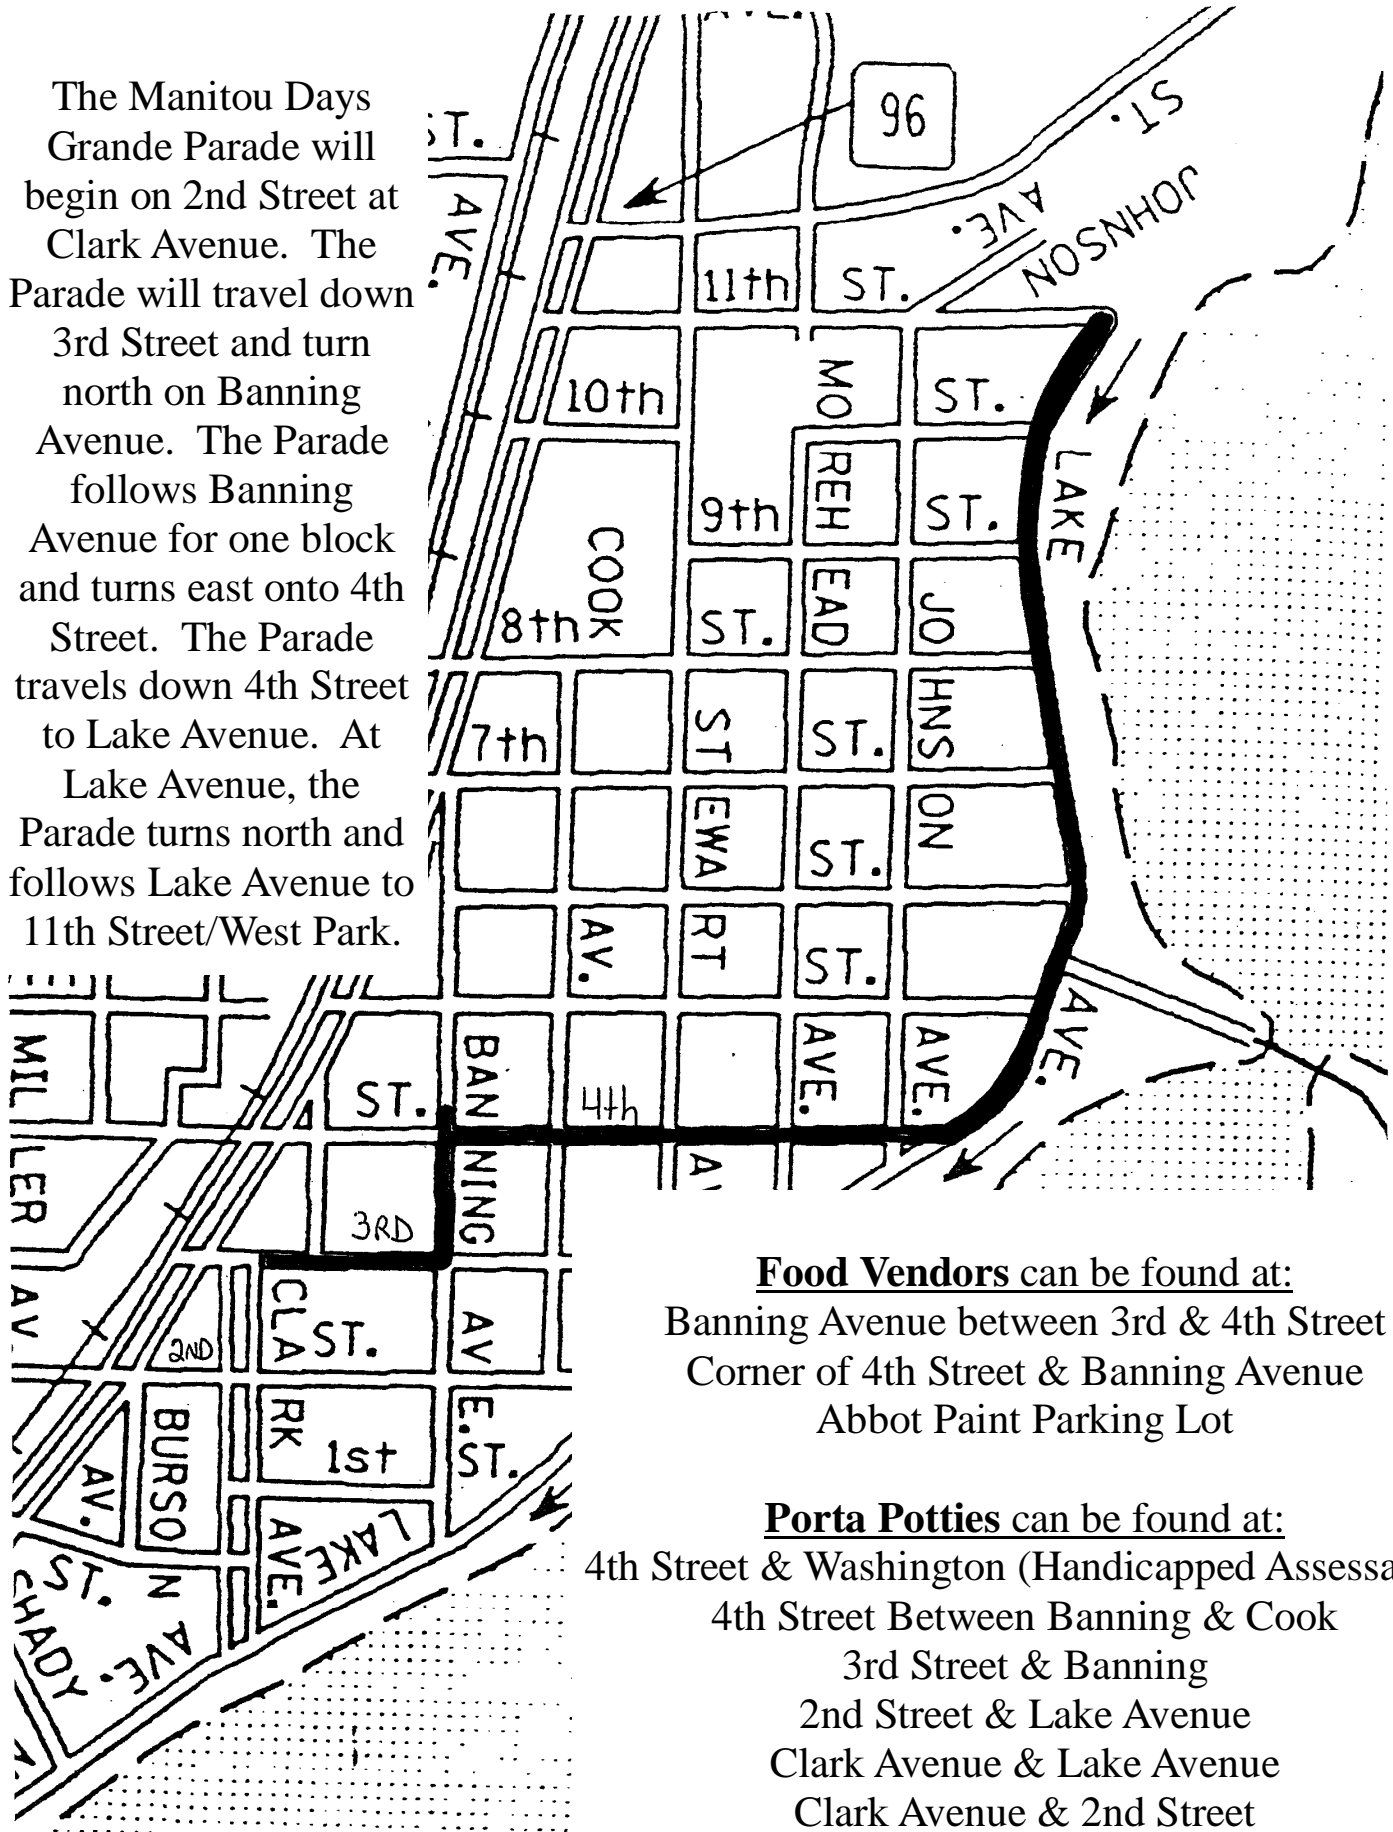 The Manitou Days
Grande Parade will
begin on 2nd Street at
Clark Avenue. The
Parade will travel down
3rd Street and turn
north on Banning
Avenue. The Parade
follows Banning
Avenue for one block
and turns east onto 4th
Street. The Parade
travels down 4th Street
to Lake Avenue. At
Lake Avenue, the
Parade turns north and
follows Lake Avenue to
11th Street/West Park.
96
ST.
AVE.
ST.
JOHNSON
AVE.
11th ST.
10th ST.
9th ST.
8th ST.
7th ST.
ST.
ST.
COOK
AV.
MOREHEAD
AVE.
JOHNSON
AVE.
STEWART
AV
LAKE
AVE.
4th ST.
BANNING
AVE.
MILLER
AV
3RD ST.
2ND
CLARK
AVE.
1st ST.
BURSON
AVE.
AV.
ST.
LAKE
HADY
Food Vendors can be found at:
Banning Avenue between 3rd & 4th Street
Corner of 4th Street & Banning Avenue
Abbot Paint Parking Lot
Porta Potties can be found at:
4th Street & Washington (Handicapped Assessa
4th Street Between Banning & Cook
3rd Street & Banning
2nd Street & Lake Avenue
Clark Avenue & Lake Avenue
Clark Avenue & 2nd Street